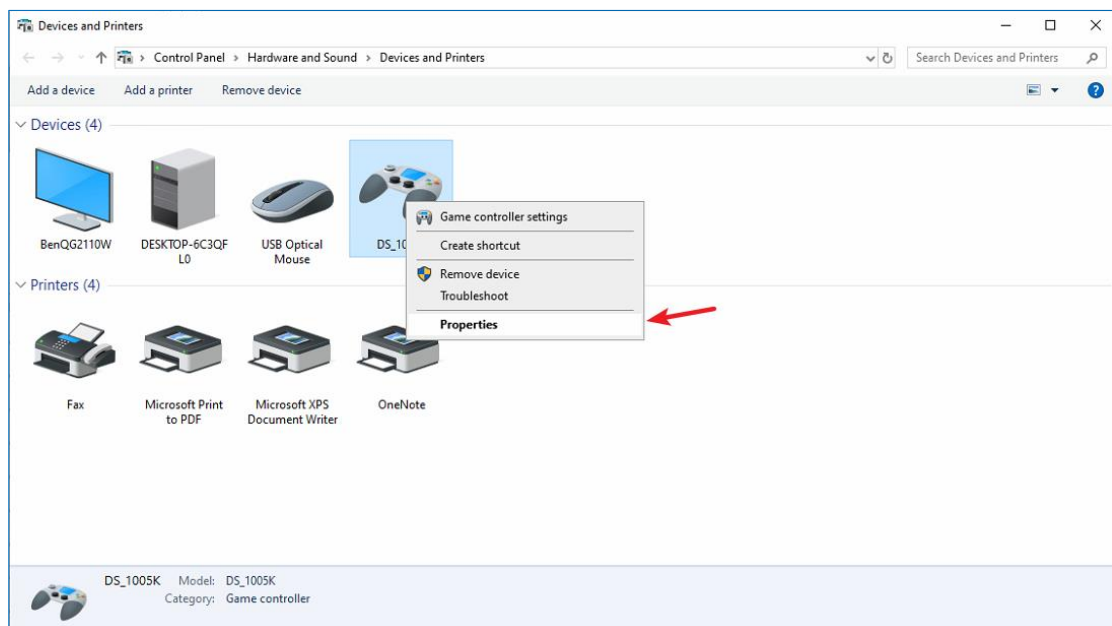 Devices and Printers
Control Panel > Hardware and Sound > Devices and Printers
Search Devices and Printers
Add a device Add a printer Remove device
Devices (4)
BenQG2110W
DESKTOP-6C3QF
L0
USB Optical
Mouse
DS_10
Game controller settings
Create shortcut
Remove device
Troubleshoot
Properties
Printers (4)
Fax
Microsoft Print
to PDF
Microsoft XPS
Document Writer
OneNote
DS_1005K Model: DS_1005K
Category: Game controller